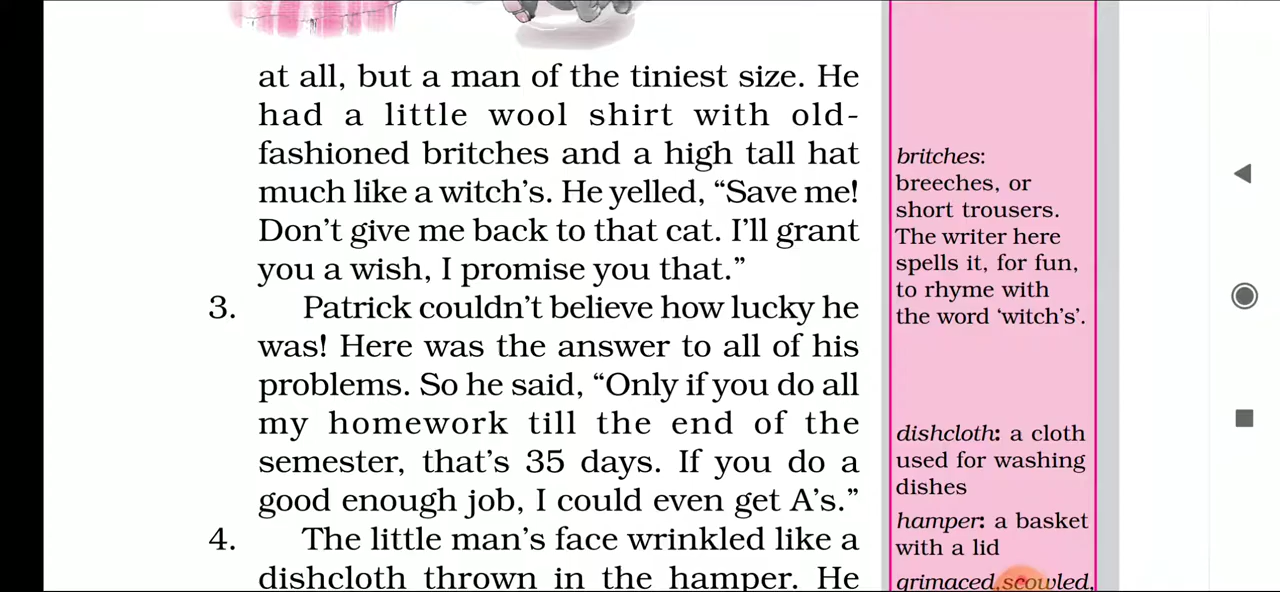 at all, but a man of the tiniest size. He
had a little wool shirt with old-
fashioned britches and a high tall hat
much like a witch's. He yelled, “Save me!
Don't give me back to that cat. I'll grant
you a wish, I promise you that.”
3. Patrick couldn't believe how lucky he
was! Here was the answer to all of his
problems. So he said, “Only if you do all
my homework till the end of the
semester, that's 35 days. If you do a
good enough job, I could even get A's.”
4. The little man's face wrinkled like a
dishcloth thrown in the hamper. He
britches:
breeches, or
short trousers.
The writer here
spells it, for fun,
to rhyme with
the word ‘witch's’.
dishcloth: a cloth
used for washing
dishes
hamper: a basket
with a lid
grimaced,scowled,